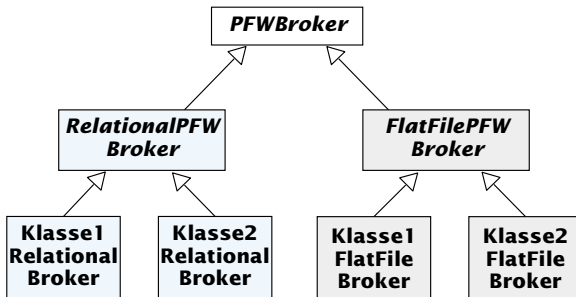 PFWBroker
RelationalPFW
Broker
FlatFilePFW
Broker
Klasse1
Relational
Broker
Klasse2
Relational
Broker
Klasse1
FlatFile
Broker
Klasse2
FlatFile
Broker